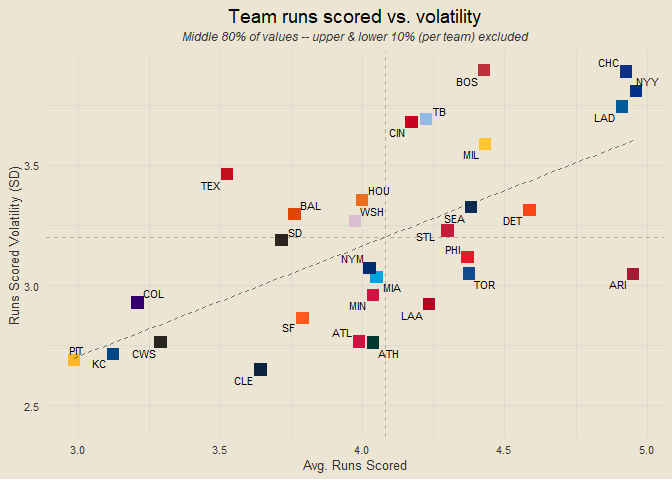 Team runs scored vs. volatility
Middle 80% of values -- upper & lower 10% (per team) excluded
Runs Scored Volatility (SD)
3.5
3.0
2.5
CHC
BOS
NYY
TB
LAD
CIN
MIL
TEX
HOU
BAL
WSH
SEA
DET
SD
STL
PHI
NYM
ARI
MIA
TOR
COL
MIN
LAA
SF
ATL
PIT
KC
CWS
ATH
CLE
3.0
3.5
4.0
4.5
5.0
Avg. Runs Scored